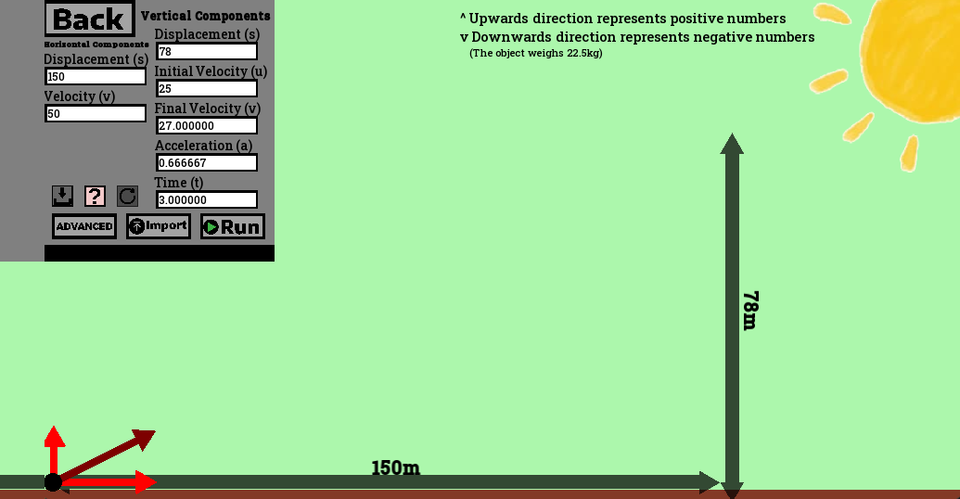 Back
Horizontal Components
Displacement (s)
150
Velocity (v)
50
Vertical Components
Displacement (s)
78
Initial Velocity (u)
25
Final Velocity (v)
27.000000
Acceleration (a)
0.666667
Time (t)
3.000000
?
ADVANCED
Import
Run
^ Upwards direction represents positive numbers
v Downwards direction represents negative numbers
(The object weighs 22.5kg)
78m
150m